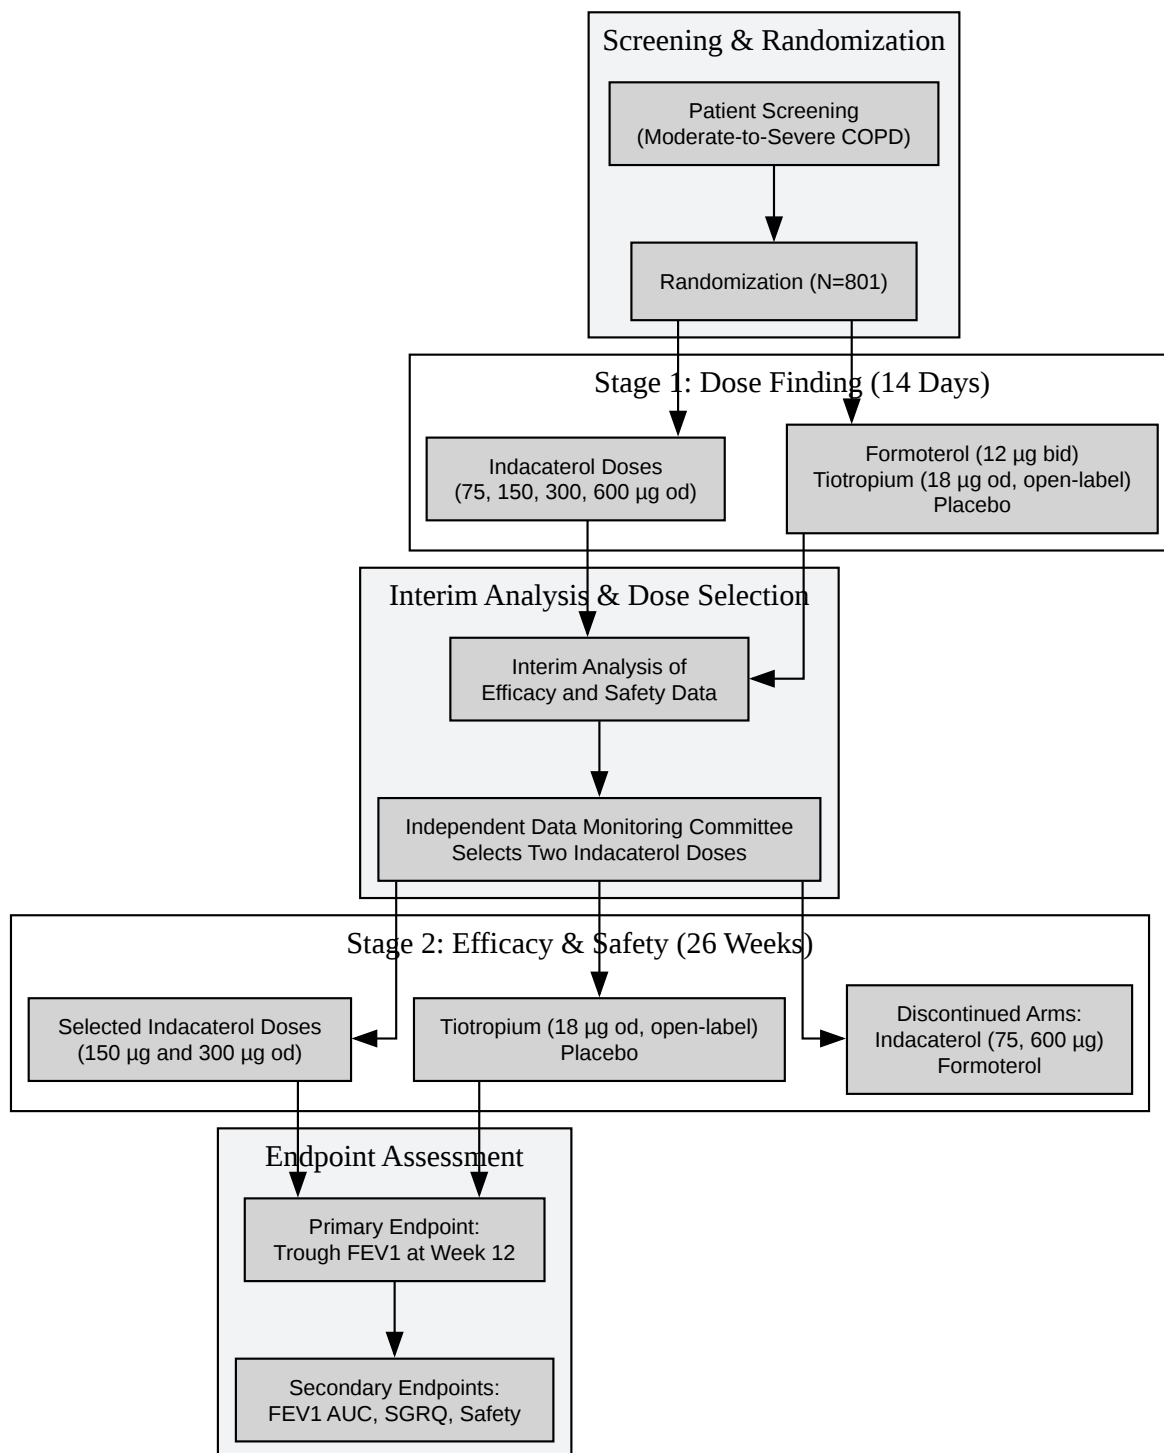 Screening & Randomization
Patient Screening
(Moderate-to-Severe COPD)
Randomization (N=801)
Stage 1: Dose Finding (14 Days)
Indacaterol Doses
(75, 150, 300, 600 µg od)
Formoterol (12 µg bid)
Tiotropium (18 µg od, open-label)
Placebo
Interim Analysis & Dose Selection
Interim Analysis of
Efficacy and Safety Data
Independent Data Monitoring Committee
Selects Two Indacaterol Doses
Stage 2: Efficacy & Safety (26 Weeks)
Selected Indacaterol Doses
(150 µg and 300 µg od)
Tiotropium (18 µg od, open-label)
Placebo
Discontinued Arms:
Indacaterol (75, 600 µg)
Formoterol
Endpoint Assessment
Primary Endpoint:
Trough FEV1 at Week 12
Secondary Endpoints:
FEV1 AUC, SGRQ, Safety